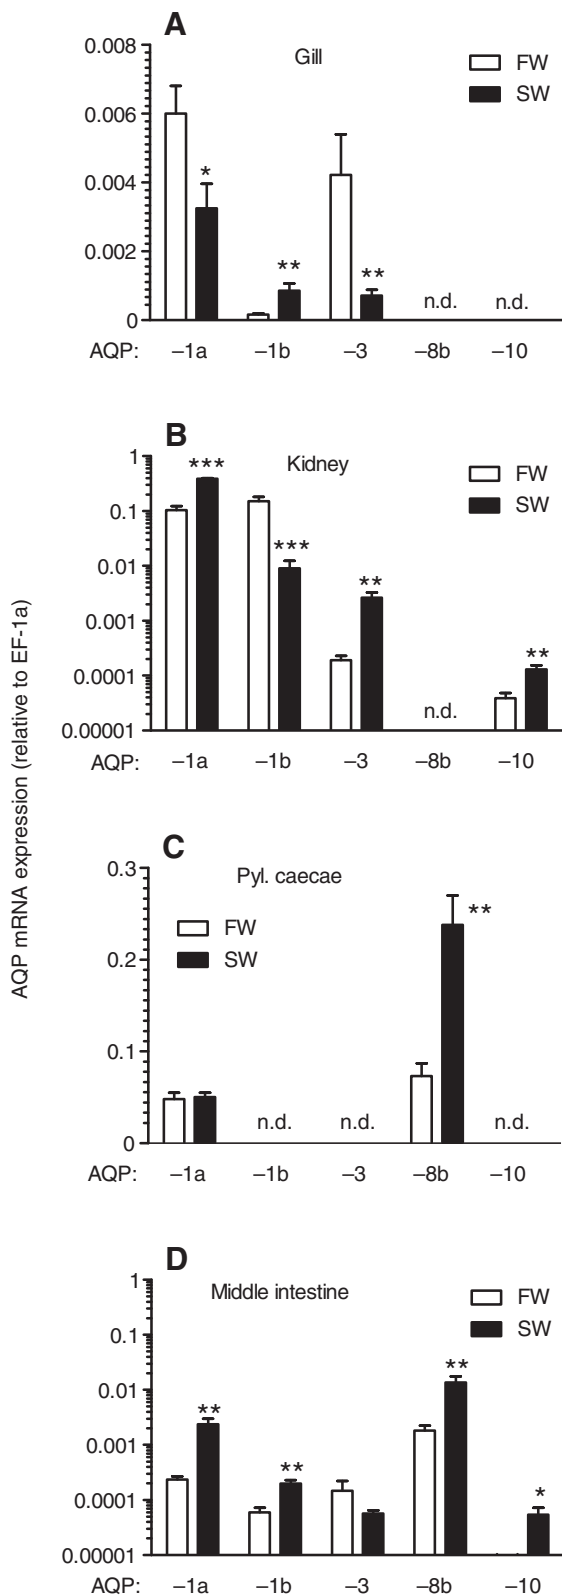 AQP mRNA expression (relative to EF-1a)
A
Gill
FW
SW
0.008
0.006
0.004
0.002
0
*
**
**
n.d.
n.d.
AQP: –1a –1b –3 –8b –10
B
Kidney
FW
SW
1
0.1
0.01
0.001
0.0001
0.00001
***
***
**
n.d.
**
AQP: –1a –1b –3 –8b –10
C
Pyl. caecae
FW
SW
0.3
0.2
0.1
0
n.d.
n.d.
**
n.d.
AQP: –1a –1b –3 –8b –10
D
Middle intestine
FW
SW
1
0.1
0.01
0.001
0.0001
0.00001
**
**
**
*
AQP: –1a –1b –3 –8b –10